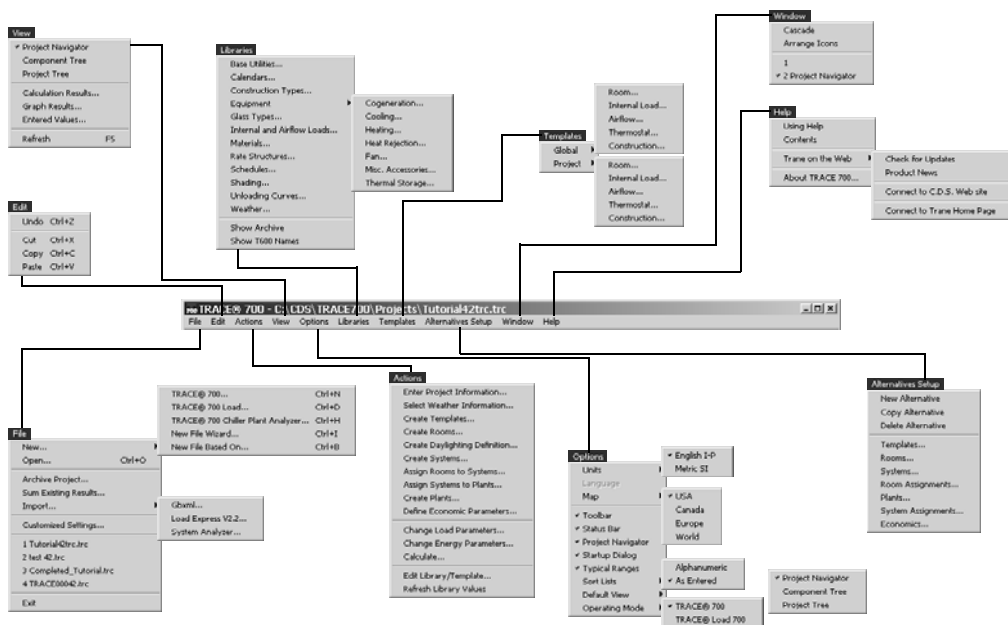 View
Project Navigator
Component Tree
Project Tree
Calculation Results...
Graph Results...
Entered Values...
Refresh F5
Edit
Undo Ctrl+Z
Cut Ctrl+X
Copy Ctrl+C
Paste Ctrl+V
Libraries
Base Utilities...
Calendars...
Construction Types...
Equipment
Glass Types...
Internal and Airflow Loads...
Materials...
Rate Structures...
Schedules...
Shading...
Unloading Curves...
Weather...
Show Archive
Show T600 Names
Cogeneration...
Cooling...
Heating...
Heat Rejection...
Fan...
Misc. Accessories...
Thermal Storage...
Templates
Global
Project
Room...
Internal Load...
Airflow...
Thermostat...
Construction...
Room...
Internal Load...
Airflow...
Thermostat...
Construction...
Window
Cascade
Arrange Icons
1
2 Project Navigator
Help
Using Help
Contents
Trane on the Web
About TRACE 700...
Check for Updates
Product News
Connect to C.D.S. Web site
Connect to Trane Home Page
TRACE® 700 - C:\CDS\TRACE700\Projects\Tutorial42trc.trc
File Edit Actions View Options Libraries Templates Alternatives Setup Window Help
File
New...
Open... Ctrl+O
Archive Project...
Sum Existing Results...
Import...
Customized Settings...
1 Tutorial42trc.trc
2 test 42.trc
3 Completed_Tutorial.trc
4 TRACE00042.trc
Exit
TRACE® 700... Ctrl+N
TRACE® 700 Load... Ctrl+D
TRACE® 700 Chiller Plant Analyzer... Ctrl+H
New File Wizard... Ctrl+I
New File Based On... Ctrl+B
Gbxml...
Load Express V2.2...
System Analyzer...
Actions
Enter Project Information...
Select Weather Information...
Create Templates...
Create Rooms...
Create Daylighting Definition...
Create Systems...
Assign Rooms to Systems...
Assign Systems to Plants...
Create Plants...
Define Economic Parameters...
Change Load Parameters...
Change Energy Parameters...
Calculate...
Edit Library/Template...
Refresh Library Values
Options
Units
Language
Map
Toolbar
Status Bar
Project Navigator
Startup Dialog
Typical Ranges
Sort Lists
Default View
Operating Mode
English I-P
Metric SI
USA
Canada
Europe
World
Alphanumeric
As Entered
TRACE® 700
TRACE® Load 700
Project Navigator
Component Tree
Project Tree
Alternatives Setup
New Alternative
Copy Alternative
Delete Alternative
Templates...
Rooms...
Systems...
Room Assignments...
Plants...
System Assignments...
Economics...